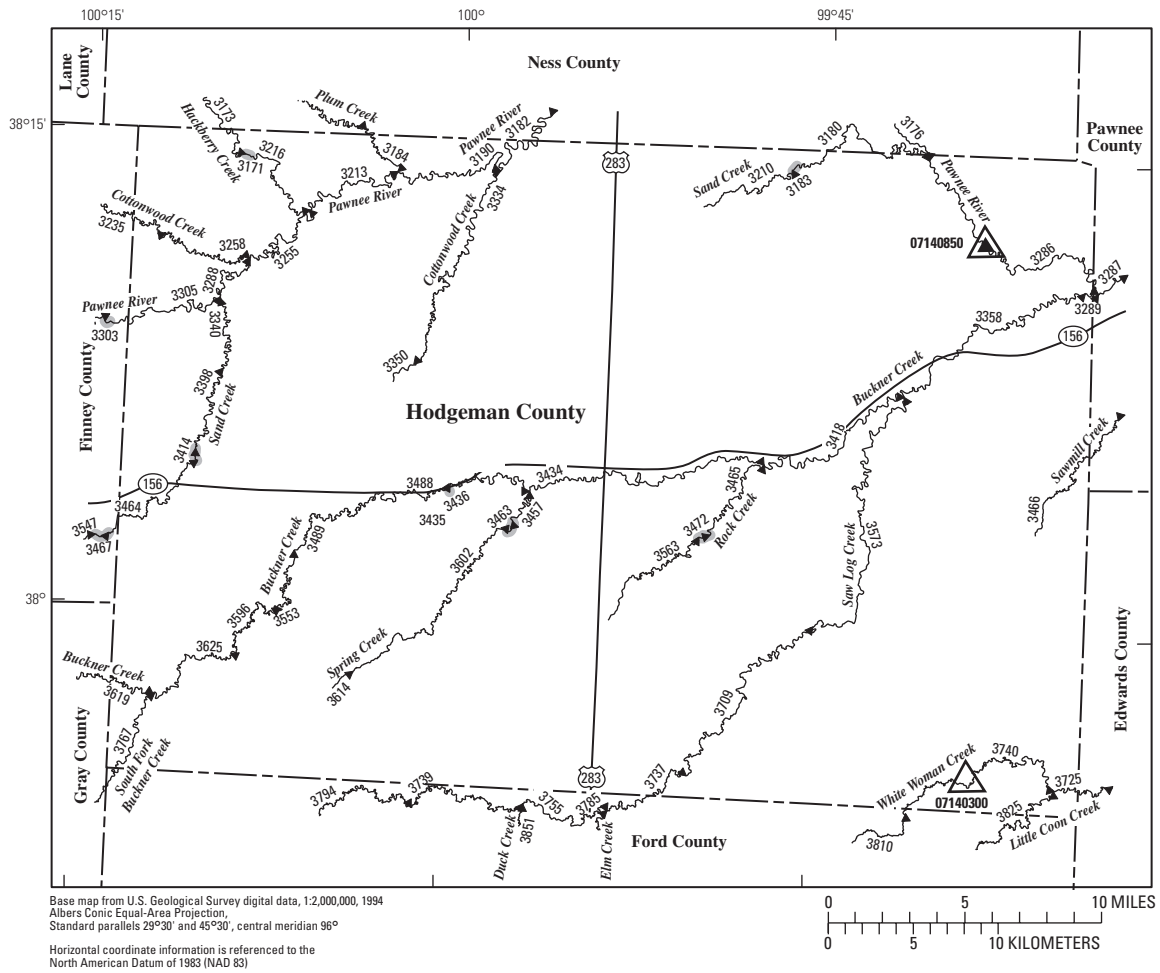 100°15'
100°
99°45'
Lane
County
Ness County
38°15'
Pawnee
County
3173
Hackberry
Creek
3216
3171
Plum Creek
3184
Pawnee River
3182
3190
3213
Pawnee River
283
3180
3176
Sand Creek
3210
3183
Pawnee River
Cottonwood Creek
3235
3258
3255
Cottonwood Creek
3334
07140850
3286
3287
3289
3288
3305
Pawnee River
3303
3340
3350
3358
156
Finney County
3398
Sand Creek
Hodgeman County
Buckner Creek
3414
3418
Sawmill Creek
3466
156
3464
3547
3467
3488
3436
3435
3434
3465
3463
3457
3472
Rock Creek
3563
3489
Buckner Creek
3602
3573
Saw Log Creek
38°
3596
3553
3625
Spring Creek
3614
Buckner Creek
3619
Edwards County
3709
Gray County
3767
South Fork
Buckner Creek
3740
White Woman Creek
3725
07140300
283
3737
3794
3739
3755
3785
3825
Little Coon Creek
3810
Duck Creek
3851
Elm Creek
Ford County
Base map from U.S. Geological Survey digital data, 1:2,000,000, 1994
Albers Conic Equal-Area Projection,
Standard parallels 29°30' and 45°30', central meridian 96°
Horizontal coordinate information is referenced to the
North American Datum of 1983 (NAD 83)
0 5 10 MILES
0 5 10 KILOMETERS